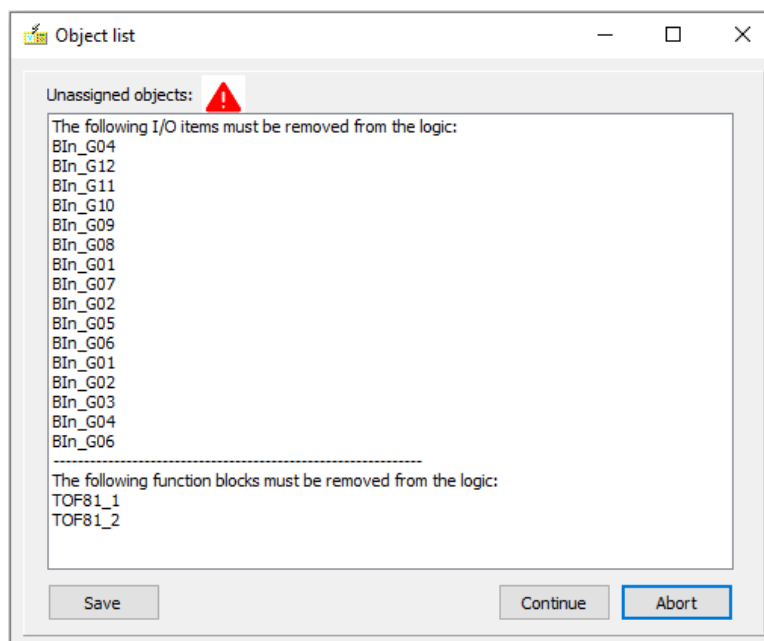 Object list
Unassigned objects:
The following I/O items must be removed from the logic:
BIn_G04
BIn_G12
BIn_G11
BIn_G10
BIn_G09
BIn_G08
BIn_G01
BIn_G07
BIn_G02
BIn_G05
BIn_G06
BIn_G01
BIn_G02
BIn_G03
BIn_G04
BIn_G06
--------------------------------------------------------------
The following function blocks must be removed from the logic:
TOF81_1
TOF81_2
Save Continue Abort